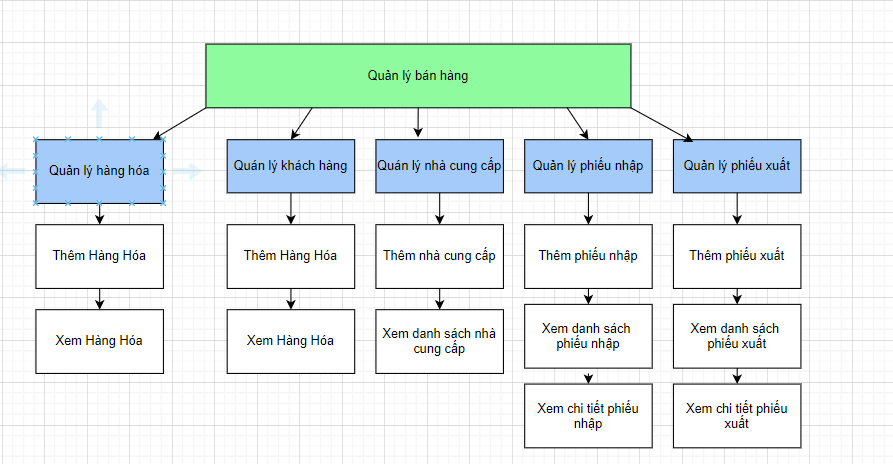 Quản lý bán hàng
Quản lý hàng hóa
Quán lý khách hàng
Quán lý nhà cung cấp
Quản lý phiếu nhập
Quản lý phiếu xuất
Thêm Hàng Hóa
Thêm Hàng Hóa
Thêm nhà cung cấp
Thêm phiếu nhập
Thêm phiếu xuất
Xem Hàng Hóa
Xem Hàng Hóa
Xem danh sách nhà
cung cấp
Xem danh sách
phiếu nhập
Xem danh sách
phiếu xuất
Xem chi tiết phiếu
nhập
Xem chi tiết phiếu
xuất